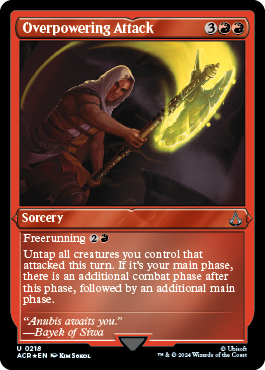 Overpowering Attack 3
Sorcery
Freerunning 2
Untap all creatures you control that
attacked this turn. If it's your main phase,
there is an additional combat phase after
this phase, followed by an additional main
phase.
"Anubis awaits you."
—Bayek of Siwa
U 0218 © Ubisoft
ACR★EN Kim Sokol ™ & © 2024 Wizards of the Coast